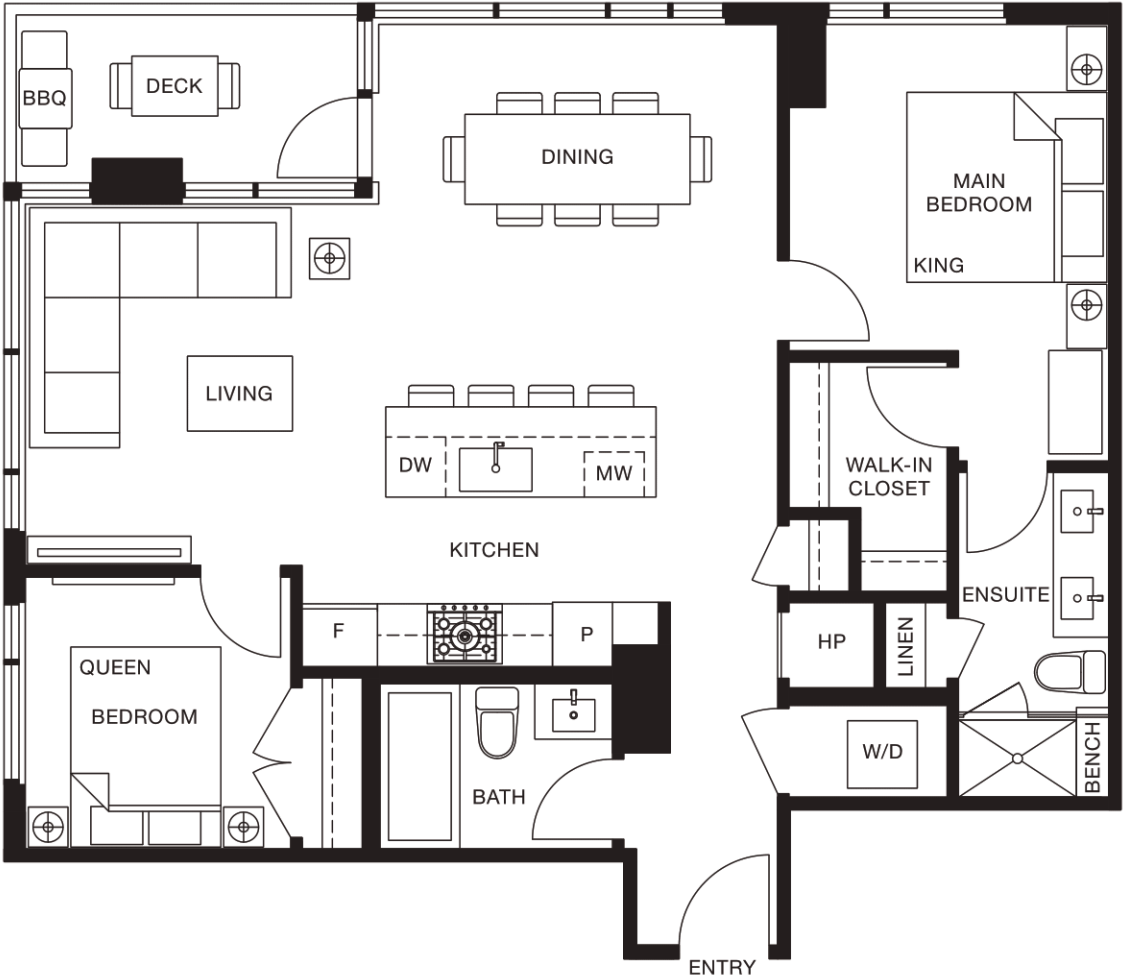 BBQ
DECK
DINING
MAIN
BEDROOM
KING
LIVING
DW
MW
WALK-IN
CLOSET
KITCHEN
ENSUITE
F
P
HP
LINEN
QUEEN
BEDROOM
W/D
BENCH
BATH
ENTRY